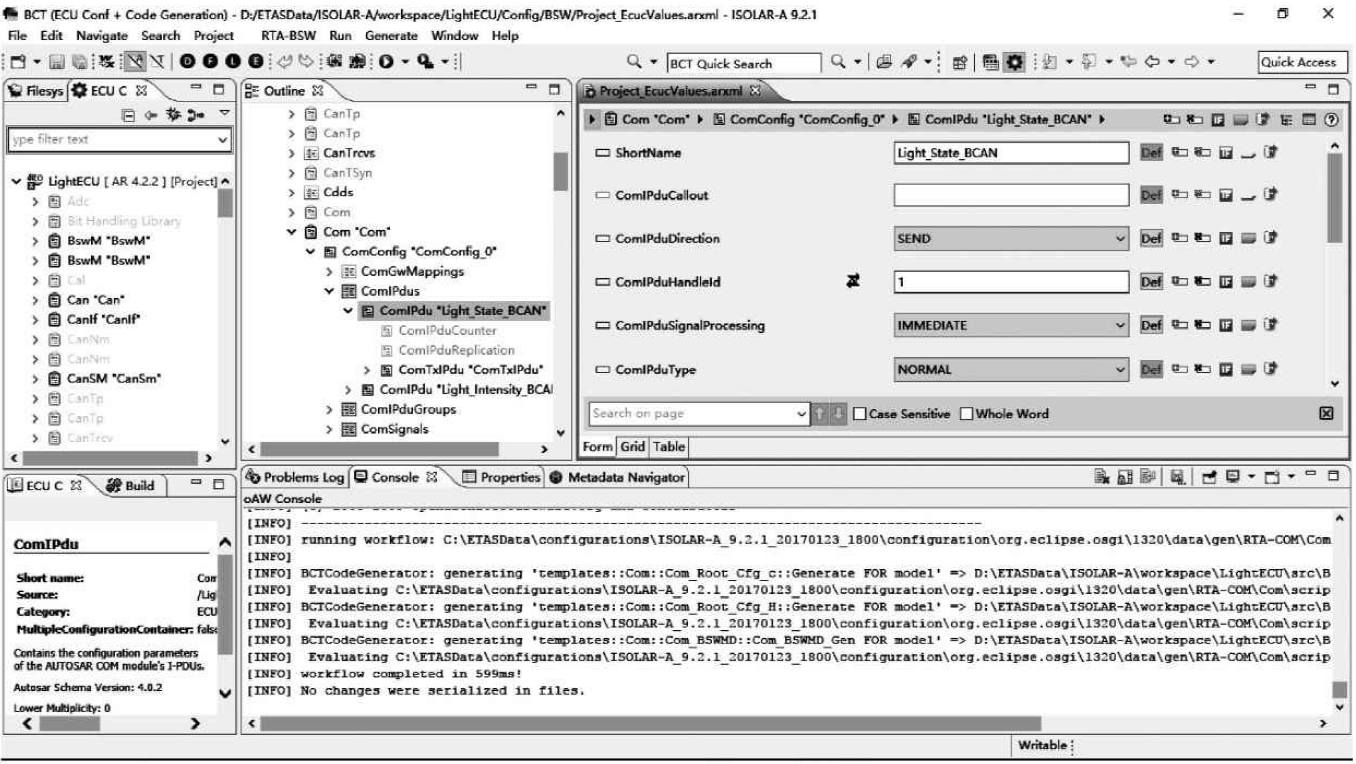 BCT (ECU Conf + Code Generation) - D:/ETASData/ISOLAR-A/workspace/LightECU/Config/BSW/Project_EcucValues.arxml - ISOLAR-A 9.2.1
File Edit Navigate Search Project RTA-BSW Run Generate Window Help
BCT Quick Search
Quick Access
Filesys ECU C
ype filter text
LightECU [ AR 4.2.2 ] [Project]
Adc
Bit Handling Library
BswM "BswM"
BswM "BswM"
Cal
Can "Can"
CanIf "CanIf"
CanNm
CanNm
CanSM "CanSm"
CanTp
CanTp
CanTrcv
Outline
CanTp
CanTp
CanTrcvs
CanTSyn
Cdds
Com
Com "Com"
ComConfig "ComConfig_0"
ComGwMappings
ComIPdus
ComIPdu "Light_State_BCAN"
ComIPduCounter
ComIPduReplication
ComTxIPdu "ComTxIPdu"
ComIPdu "Light_Intensity_BCA
ComIPduGroups
ComSignals
Project_EcucValues.arxml
Com "Com" ComConfig "ComConfig_0" ComIPdu "Light_State_BCAN"
ShortName Light_State_BCAN Def
ComIPduCallout Def
ComIPduDirection SEND Def
ComIPduHandleId 1 Def
ComIPduSignalProcessing IMMEDIATE Def
ComIPduType NORMAL Def
Search on page Case Sensitive Whole Word
Form Grid Table
ECU C Build
ComIPdu
Short name: Com
Source: /Lig
Category: ECU
MultipleConfigurationContainer: false
Contains the configuration parameters
of the AUTOSAR COM module's I-PDUs.
Autosar Schema Version: 4.0.2
Lower Multiplicity: 0
Problems Log Console Properties Metadata Navigator
oAW Console
[INFO] --------------------------------------------------------------------------------------
[INFO] running workflow: C:\ETASData\configurations\ISOLAR-A_9.2.1_20170123_1800\configuration\org.eclipse.osgi\1320\data\gen\RTA-COM\Com
[INFO]
[INFO] BCTCodeGenerator: generating 'templates::Com::Com_Root_Cfg_c::Generate FOR model' => D:\ETASData\ISOLAR-A\workspace\LightECU\src\B
[INFO] Evaluating C:\ETASData\configurations\ISOLAR-A_9.2.1_20170123_1800\configuration\org.eclipse.osgi\1320\data\gen\RTA-COM\Com\scrip
[INFO] BCTCodeGenerator: generating 'templates::Com::Com_Root_Cfg_H::Generate FOR model' => D:\ETASData\ISOLAR-A\workspace\LightECU\src\B
[INFO] Evaluating C:\ETASData\configurations\ISOLAR-A_9.2.1_20170123_1800\configuration\org.eclipse.osgi\1320\data\gen\RTA-COM\Com\scrip
[INFO] BCTCodeGenerator: generating 'templates::Com::Com_BSWMD::Com_BSWMD_Gen FOR model' => D:\ETASData\ISOLAR-A\workspace\LightECU\src\B
[INFO] Evaluating C:\ETASData\configurations\ISOLAR-A_9.2.1_20170123_1800\configuration\org.eclipse.osgi\1320\data\gen\RTA-COM\Com\scrip
[INFO] workflow completed in 599ms!
[INFO] No changes were serialized in files.
Writable